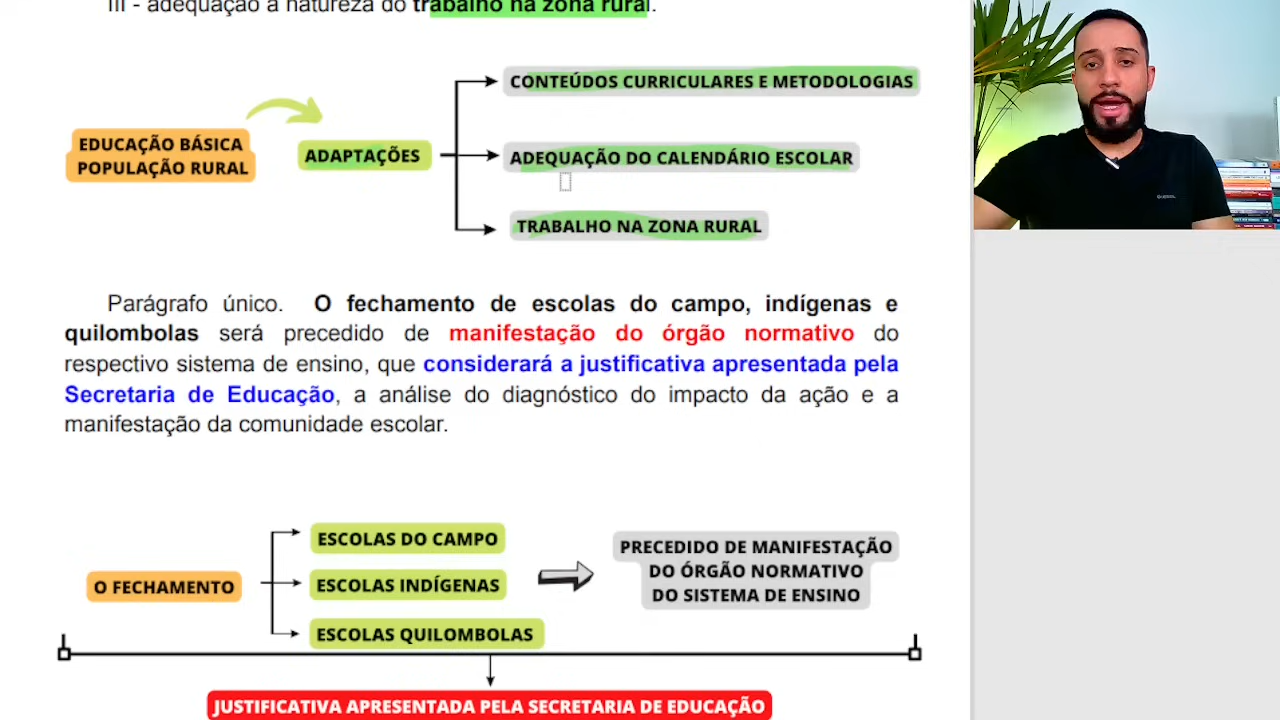 III - adequação à natureza do trabalho na zona rural.
CONTEÚDOS CURRICULARES E METODOLOGIAS
EDUCAÇÃO BÁSICA
POPULAÇÃO RURAL
ADAPTAÇÕES
ADEQUAÇÃO DO CALENDÁRIO ESCOLAR
TRABALHO NA ZONA RURAL
Parágrafo único. O fechamento de escolas do campo, indígenas e
quilombolas será precedido de manifestação do órgão normativo do
respectivo sistema de ensino, que considerará a justificativa apresentada pela
Secretaria de Educação, a análise do diagnóstico do impacto da ação e a
manifestação da comunidade escolar.
O FECHAMENTO
ESCOLAS DO CAMPO
ESCOLAS INDÍGENAS
ESCOLAS QUILOMBOLAS
PRECEDIDO DE MANIFESTAÇÃO
DO ÓRGÃO NORMATIVO
DO SISTEMA DE ENSINO
JUSTIFICATIVA APRESENTADA PELA SECRETARIA DE EDUCAÇÃO